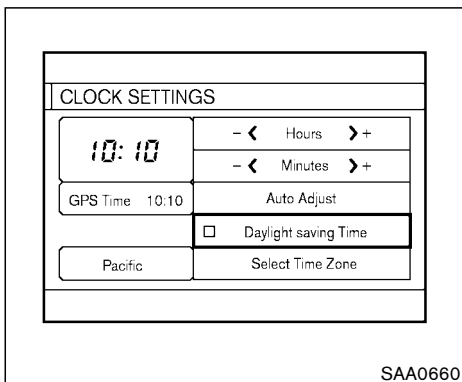 CLOCK SETTINGS
10:10
- < Hours > +
- < Minutes > +
GPS Time 10:10
Auto Adjust
Daylight saving Time
Pacific
Select Time Zone
SAA0660